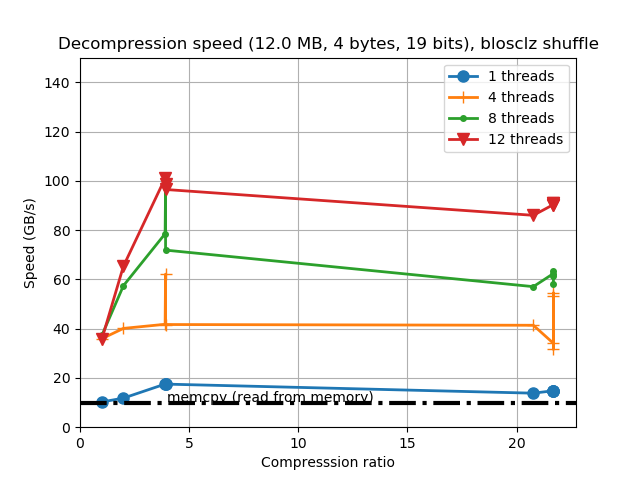 Decompression speed (12.0 MB, 4 bytes, 19 bits), blosclz shuffle
1 threads
4 threads
8 threads
12 threads
140
120
100
80
60
40
20
0
Speed (GB/s)
memcpy (read from memory)
0
5
10
15
20
Compresssion ratio